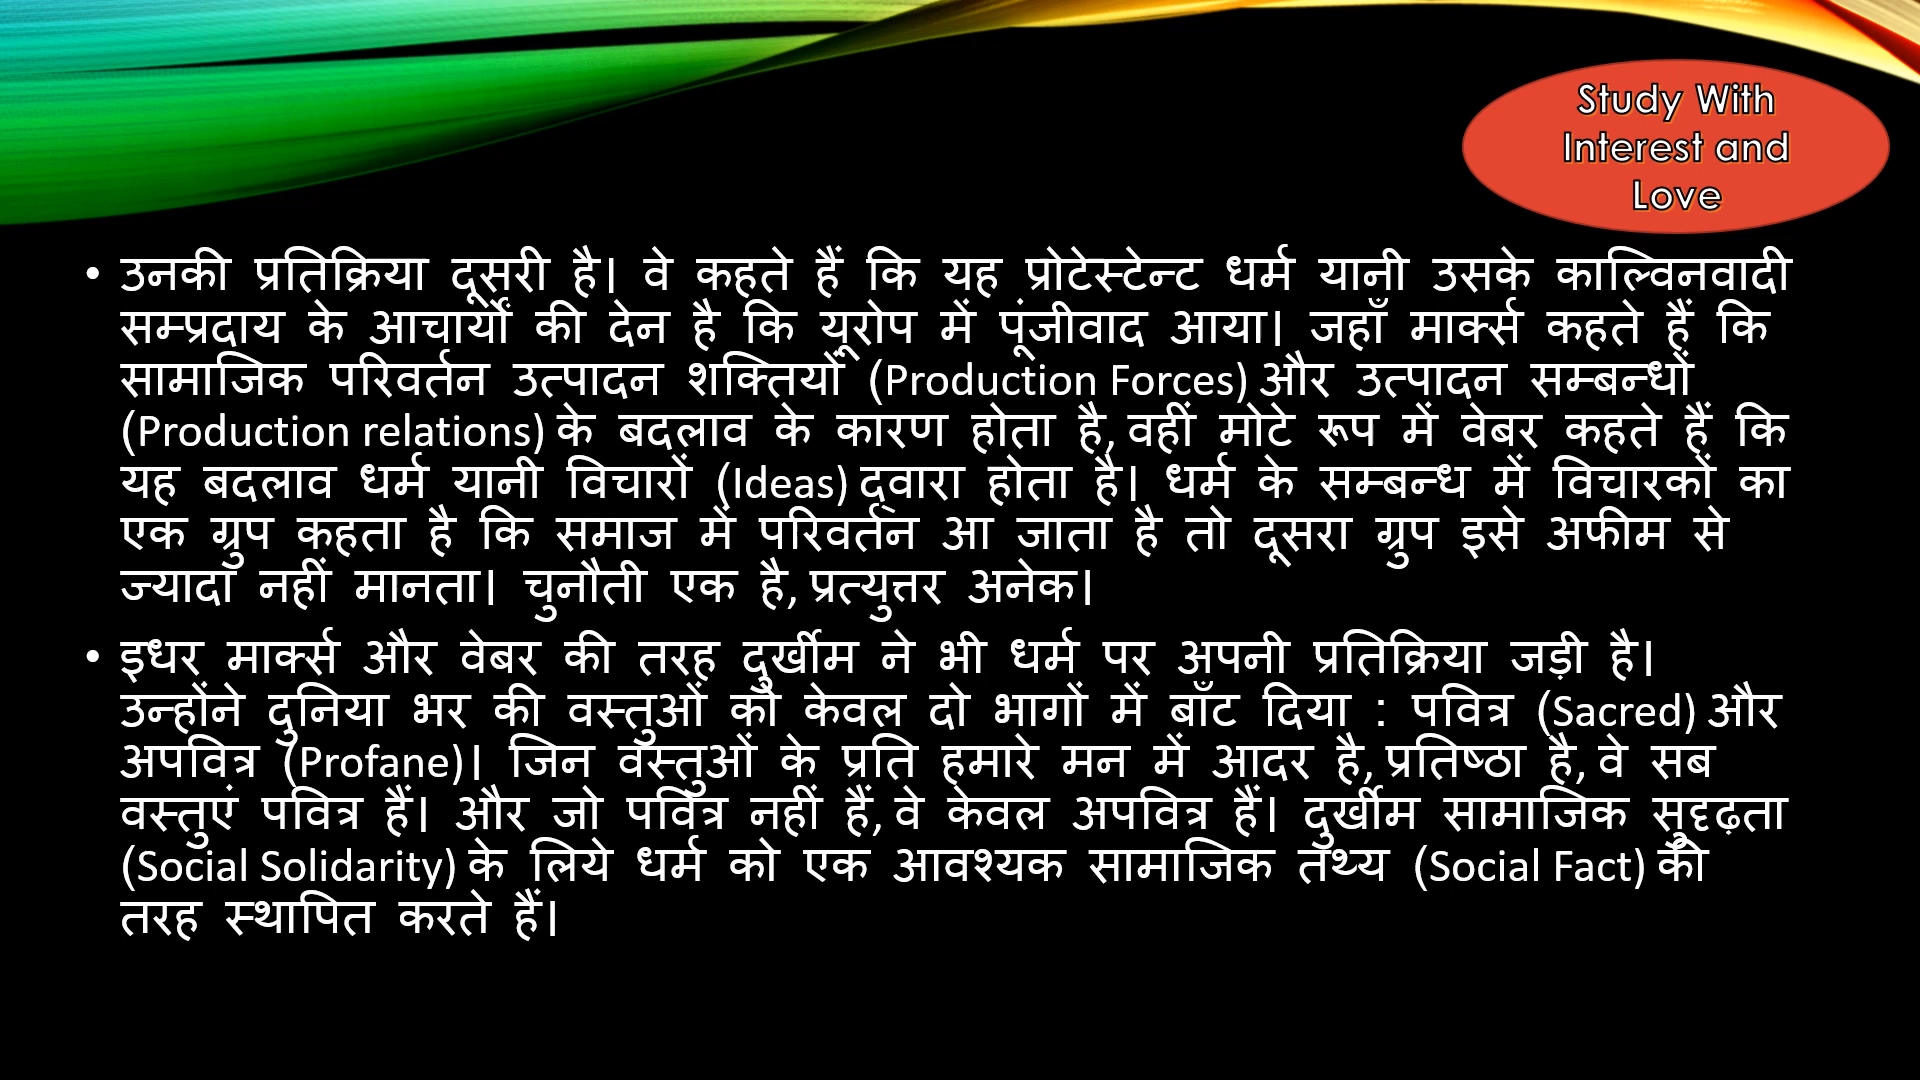 Study With
Interest and
Love
• उनकी प्रतिक्रिया दूसरी है। वे कहते हैं कि यह प्रोटेस्टेन्ट धर्म यानी उसके काल्विनवादी
सम्प्रदाय के आचार्यों की देन है कि यूरोप में पूंजीवाद आया। जहाँ मार्क्स कहते हैं कि
सामाजिक परिवर्तन उत्पादन शक्तियों (Production Forces) और उत्पादन सम्बन्धों
(Production relations) के बदलाव के कारण होता है, वहीं मोटे रूप में वेबर कहते हैं कि
यह बदलाव धर्म यानी विचारों (Ideas) द्वारा होता है। धर्म के सम्बन्ध में विचारकों का
एक ग्रुप कहता है कि समाज में परिवर्तन आ जाता है तो दूसरा ग्रुप इसे अफीम से
ज्यादा नहीं मानता। चुनौती एक है, प्रत्युत्तर अनेक।
• इधर मार्क्स और वेबर की तरह दुर्खीम ने भी धर्म पर अपनी प्रतिक्रिया जड़ी है।
उन्होंने दुनिया भर की वस्तुओं को केवल दो भागों में बाँट दिया : पवित्र (Sacred) और
अपवित्र (Profane)। जिन वस्तुओं के प्रति हमारे मन में आदर है, प्रतिष्ठा है, वे सब
वस्तुएं पवित्र हैं। और जो पवित्र नहीं हैं, वे केवल अपवित्र हैं। दुर्खीम सामाजिक सुदृढ़ता
(Social Solidarity) के लिये धर्म को एक आवश्यक सामाजिक तथ्य (Social Fact) की
तरह स्थापित करते हैं।